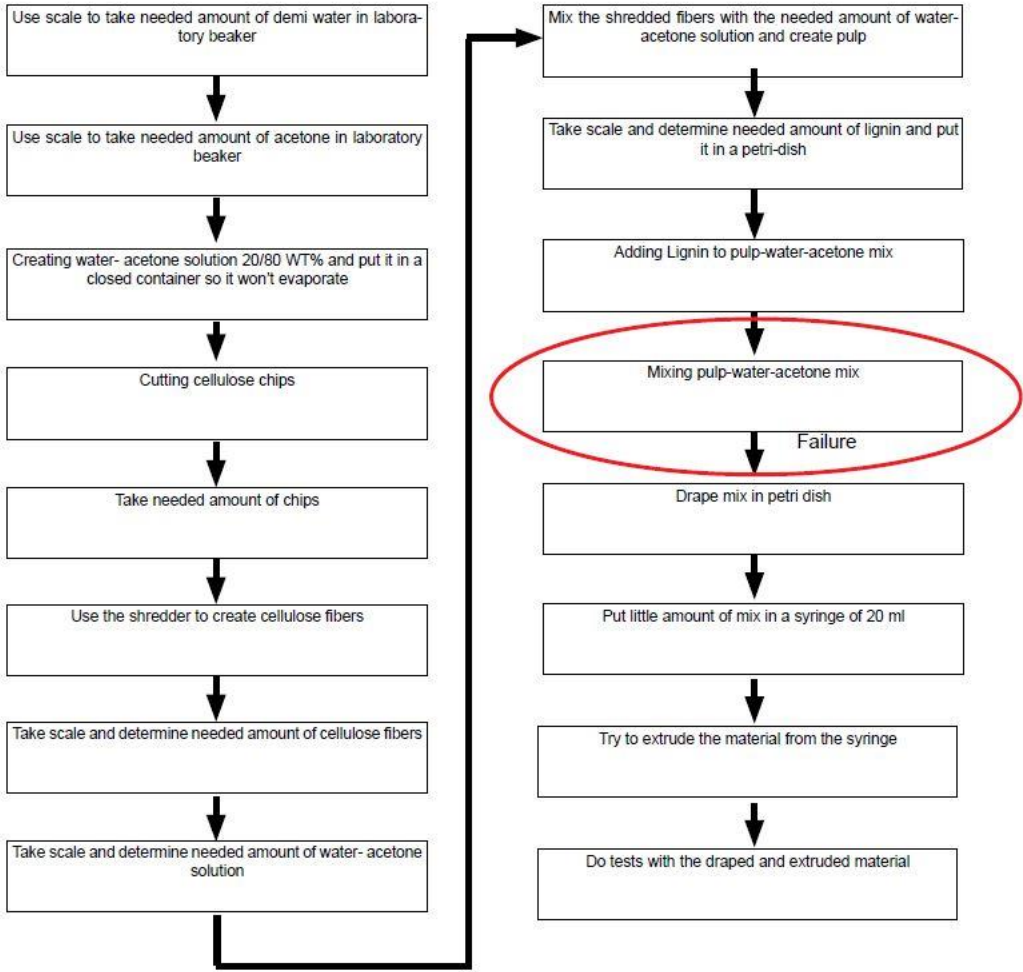 Use scale to take needed amount of demi water in labora-
tory beaker
Use scale to take needed amount of acetone in laboratory
beaker
Creating water- acetone solution 20/80 WT% and put it in a
closed container so it won't evaporate
Cutting cellulose chips
Take needed amount of chips
Use the shredder to create cellulose fibers
Take scale and determine needed amount of cellulose fibers
Take scale and determine needed amount of water- acetone
solution
Mix the shredded fibers with the needed amount of water-
acetone solution and create pulp
Take scale and determine needed amount of lignin and put
it in a petri-dish
Adding Lignin to pulp-water-acetone mix
Mixing pulp-water-acetone mix
Failure
Drape mix in petri dish
Put little amount of mix in a syringe of 20 ml
Try to extrude the material from the syringe
Do tests with the draped and extruded material